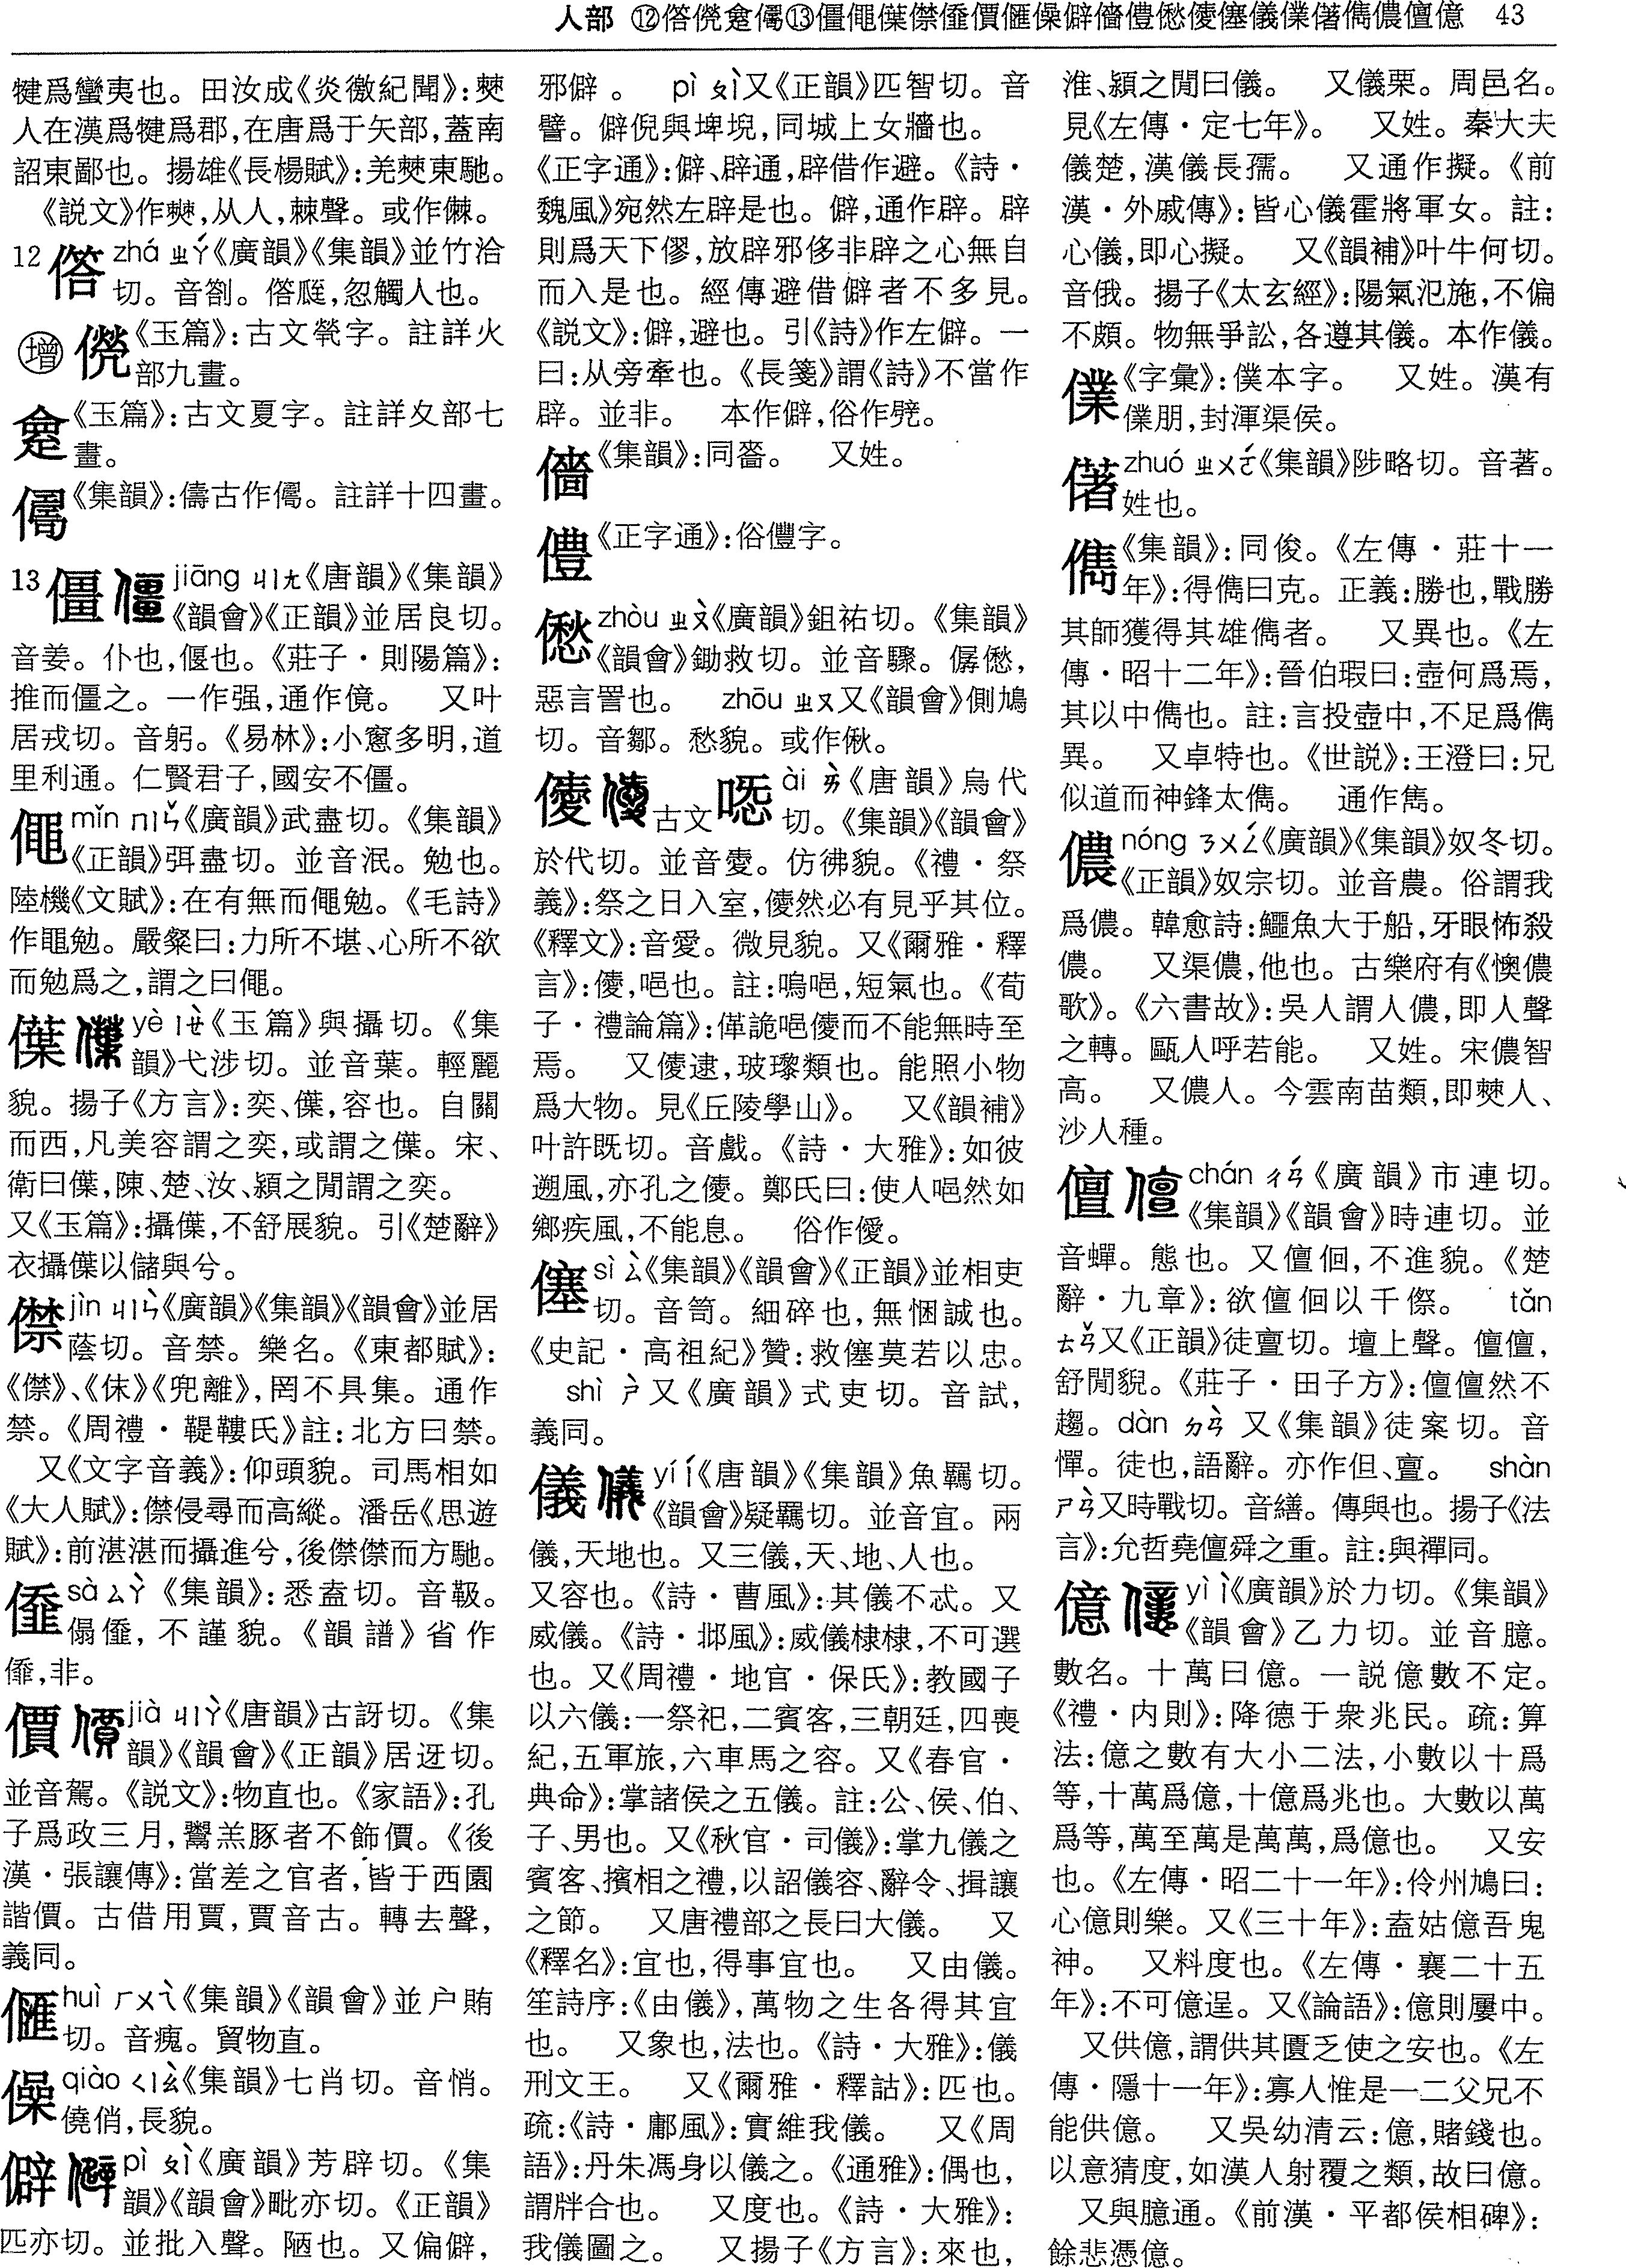 人部 ⑫㑵㒐㒎⑬僵僶僷僸價匯僺僻儀僿儂儃億 43
犍爲蠻夷也。田汝成《炎徼紀聞》:僰
人在漢爲犍爲郡,在唐爲于矢部,蓋南
詔東鄙也。揚雄《長楊賦》:羌僰東馳。
《説文》作僰,从人,棘聲。或作㒀。
12 zhá ㄓㄚˊ《廣韻》《集韻》並竹洽
切。音劄。忽觸人也。
增 《玉篇》:古文煢字。註詳火
部九畫。
《玉篇》:古文夏字。註詳夊部七
畫。
《集韻》:儔古作。註詳十四畫。
13 僵 jiāng ㄐㄧㄤ《唐韻》《集韻》
《韻會》《正韻》並居良切。
音姜。仆也,偃也。《莊子·則陽篇》:
推而僵之。一作强,通作傹。 又叶
居戎切。音躬。《易林》:小窻多明,道
里利通。仁賢君子,國安不僵。
僶 mǐn ㄇㄧㄣˇ《廣韻》武盡切。《集韻》
《正韻》弭盡切。並音泯。勉也。
陸機《文賦》:在有無而僶勉。《毛詩》
作黽勉。嚴粲曰:力所不堪、心所不欲
而勉爲之,謂之曰僶。
僷 yè ㄧㄝˋ《玉篇》與攝切。《集
韻》弋涉切。並音葉。輕麗
貌。揚子《方言》:奕、僷,容也。自關
而西,凡美容謂之奕,或謂之僷。宋、
衛曰僷,陳、楚、汝、潁之閒謂之奕。
又《玉篇》:攝僷,不舒展貌。引《楚辭》
衣攝僷以儲與兮。
僸 jìn ㄐㄧㄣˋ《廣韻》《集韻》《韻會》並居
蔭切。音禁。樂名。《東都賦》:
《僸》、《佅》《兜離》,罔不具集。通作
禁。《周禮·鞮鞻氏》註:北方曰禁。
又《文字音義》:仰頭貌。司馬相如
《大人賦》:僸侵尋而高縱。潘岳《思遊
賦》:前湛湛而攝進兮,後僸僸而方馳。
sà ㄙㄚˋ《集韻》:悉盍切。音靸。
不謹貌。《韻譜》省作
非。
價 jià ㄐㄧㄚˋ《唐韻》古訝切。《集
韻》《韻會》《正韻》居迓切。
並音駕。《説文》:物直也。《家語》:孔
子爲政三月,鬻羔豚者不飾價。《後
漢·張讓傳》:當差之官者,皆于西園
諧價。古借用賈,賈音古。轉去聲,
義同。
㒑 huì ㄏㄨㄟˋ《集韻》《韻會》並户賄
切。音瘣。貿物直。
僺 qiào ㄑㄧㄠˋ《集韻》七肖切。音悄。
僥俏,長貌。
僻 pì ㄆㄧˋ《廣韻》芳辟切。《集
韻》《韻會》毗亦切。《正韻》
匹亦切。並批入聲。陋也。又偏僻,
邪僻。 pì ㄆㄧˋ又《正韻》匹智切。音
譬。僻倪與埤堄,同城上女牆也。
《正字通》:僻、辟通,辟借作避。《詩·
魏風》宛然左辟是也。僻,通作辟。辟
則爲天下僇,放辟邪侈非辟之心無自
而入是也。經傳避借僻者不多見。
《説文》:僻,避也。引《詩》作左僻。一
曰:从旁牽也。《長箋》謂《詩》不當作
辟。並非。 本作僻,俗作𠒱。
《集韻》:同嗇。 又姓。
《正字通》:俗僼字。
㒥 zhòu ㄓㄡˋ《廣韻》鉏祐切。《集韻》
《韻會》鋤救切。並音驟。
惡言詈也。 zhōu ㄓㄡ又《韻會》側鳩
切。音鄒。愁貌。或作偢。
僾 古文 ài ㄞˋ《唐韻》烏代
切。《集韻》《韻會》
於代切。並音愛。仿彿貌。《禮·祭
義》:祭之日入室,僾然必有見乎其位。
《釋文》:音愛。微見貌。又《爾雅·釋
言》:僾,唈也。註:嗚唈,短氣也。《荀
子·禮論篇》:愅詭唈僾而不能無時至
焉。 又僾逮,玻瓈類也。能照小物
爲大物。見《丘陵學山》。 又《韻補》
叶許既切。音戲。《詩·大雅》:如彼
遡風,亦孔之僾。鄭氏曰:使人唈然如
鄉疾風,不能息。 俗作僾。
僿 sì ㄙˋ《集韻》《韻會》《正韻》並相吏
切。音笥。細碎也,無悃誠也。
《史記·高祖紀》贊:救僿莫若以忠。
shì ㄕˋ又《廣韻》式吏切。音試,
義同。
儀 yí ㄧˊ《唐韻》《集韻》魚羈切。
《韻會》疑羈切。並音宜。兩
儀,天地也。又三儀,天、地、人也。
又容也。《詩·曹風》:其儀不忒。又
威儀。《詩·邶風》:威儀棣棣,不可選
也。又《周禮·地官·保氏》:教國子
以六儀:一祭祀,二賓客,三朝廷,四喪
紀,五軍旅,六車馬之容。又《春官·
典命》:掌諸侯之五儀。註:公、侯、伯、
子、男也。又《秋官·司儀》:掌九儀之
賓客、擯相之禮,以詔儀容、辭令、揖讓
之節。 又唐禮部之長曰大儀。 又
《釋名》:宜也,得事宜也。 又由儀。
笙詩序:《由儀》,萬物之生各得其宜
也。 又象也,法也。《詩·大雅》:儀
刑文王。 又《爾雅·釋詁》:匹也。
疏:《詩·鄘風》:實維我儀。 又《周
語》:丹朱馮身以儀之。《通雅》:偶也,
謂牉合也。 又度也。《詩·大雅》:
我儀圖之。 又揚子《方言》:來也,
淮、潁之閒曰儀。 又儀栗。周邑名。
見《左傳·定七年》。 又姓。秦大夫
儀楚,漢儀長孺。 又通作擬。《前
漢·外戚傳》:皆心儀霍將軍女。註:
心儀,即心擬。 又《韻補》叶牛何切。
音俄。揚子《太玄經》:陽氣氾施,不偏
不頗。物無爭訟,各遵其儀。本作儀。
《字彙》:僕本字。 又姓。漢有
僕朋,封渾渠侯。
zhuó ㄓㄨㄛˊ《集韻》陟略切。音著。
姓也。
儁 《集韻》:同俊。《左傳·莊十一
年》:得儁曰克。正義:勝也,戰勝
其師獲得其雄儁者。 又異也。《左
傳·昭十二年》:晉伯瑕曰:壺何爲焉,
其以中儁也。註:言投壺中,不足爲儁
異。 又卓特也。《世説》:王澄曰:兄
似道而神鋒太儁。 通作雋。
儂 nóng ㄋㄨㄥˊ《廣韻》《集韻》奴冬切。
《正韻》奴宗切。並音農。俗謂我
爲儂。韓愈詩:鱷魚大于船,牙眼怖殺
儂。 又渠儂,他也。古樂府有《懊儂
歌》。《六書故》:吳人謂人儂,即人聲
之轉。甌人呼若能。 又姓。宋儂智
高。 又儂人。今雲南苗類,即僰人、
沙人種。
儃 chán ㄔㄢˊ《廣韻》市連切。
《集韻》《韻會》時連切。並
音蟬。態也。又儃佪,不進貌。《楚
辭·九章》:欲儃佪以干傺。 tǎn
ㄊㄢˇ又《正韻》徒亶切。壇上聲。儃儃,
舒閒貌。《莊子·田子方》:儃儃然不
趨。dàn ㄉㄢˋ 又《集韻》徒案切。音
憚。徒也,語辭。亦作但、亶。 shàn
ㄕㄢˋ又時戰切。音繕。傳與也。揚子《法
言》:允哲堯儃舜之重。註:與禪同。
億 yì ㄧˋ《廣韻》於力切。《集韻》
《韻會》乙力切。並音臆。
數名。十萬曰億。一説億數不定。
《禮·内則》:降德于衆兆民。疏:算
法:億之數有大小二法,小數以十爲
等,十萬爲億,十億爲兆也。大數以萬
爲等,萬至萬是萬萬,爲億也。 又安
也。《左傳·昭二十一年》:伶州鳩曰:
心億則樂。又《三十年》:盍姑億吾鬼
神。 又料度也。《左傳·襄二十五
年》:不可億逞。又《論語》:億則屢中。
又供億,謂供其匱乏使之安也。《左
傳·隱十一年》:寡人惟是一二父兄不
能供億。 又吳幼清云:億,賭錢也。
以意猜度,如漢人射覆之類,故曰億。
又與臆通。《前漢·平都侯相碑》:
餘悲憑億。